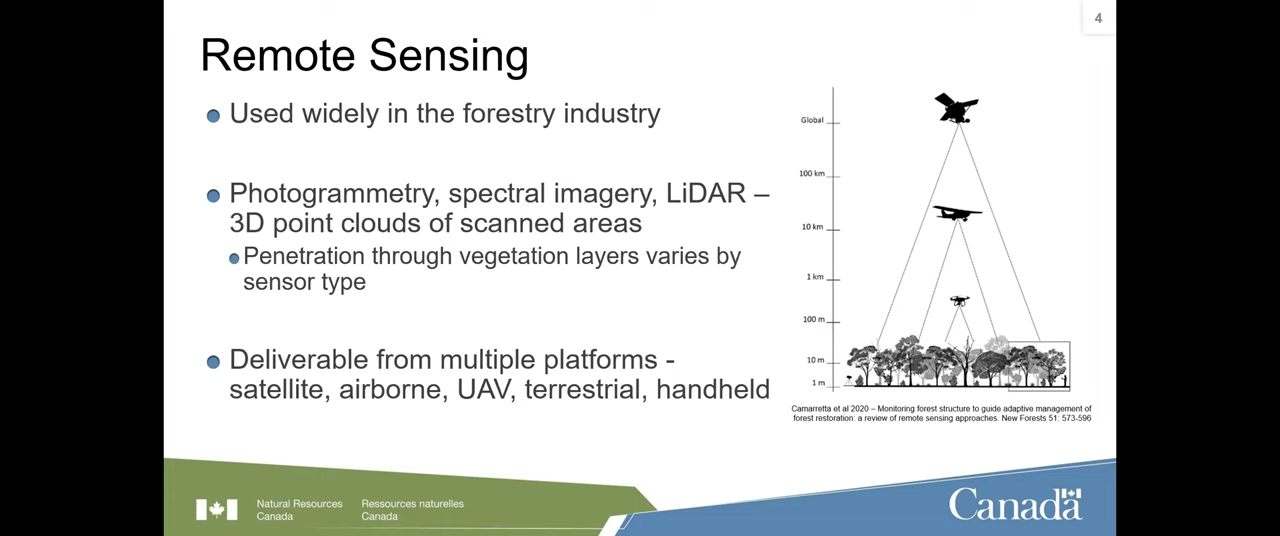 4
Remote Sensing
Used widely in the forestry industry
Photogrammetry, spectral imagery, LiDAR –
3D point clouds of scanned areas
Penetration through vegetation layers varies by
sensor type
Deliverable from multiple platforms -
satellite, airborne, UAV, terrestrial, handheld
Global
100 km
10 km
1 km
100 m
10 m
1 m
Camarretta et al 2020 – Monitoring forest structure to guide adaptive management of
forest restoration: a review of remote sensing approaches. New Forests 51: 573-596
Natural Resources
Canada
Ressources naturelles
Canada
Canada